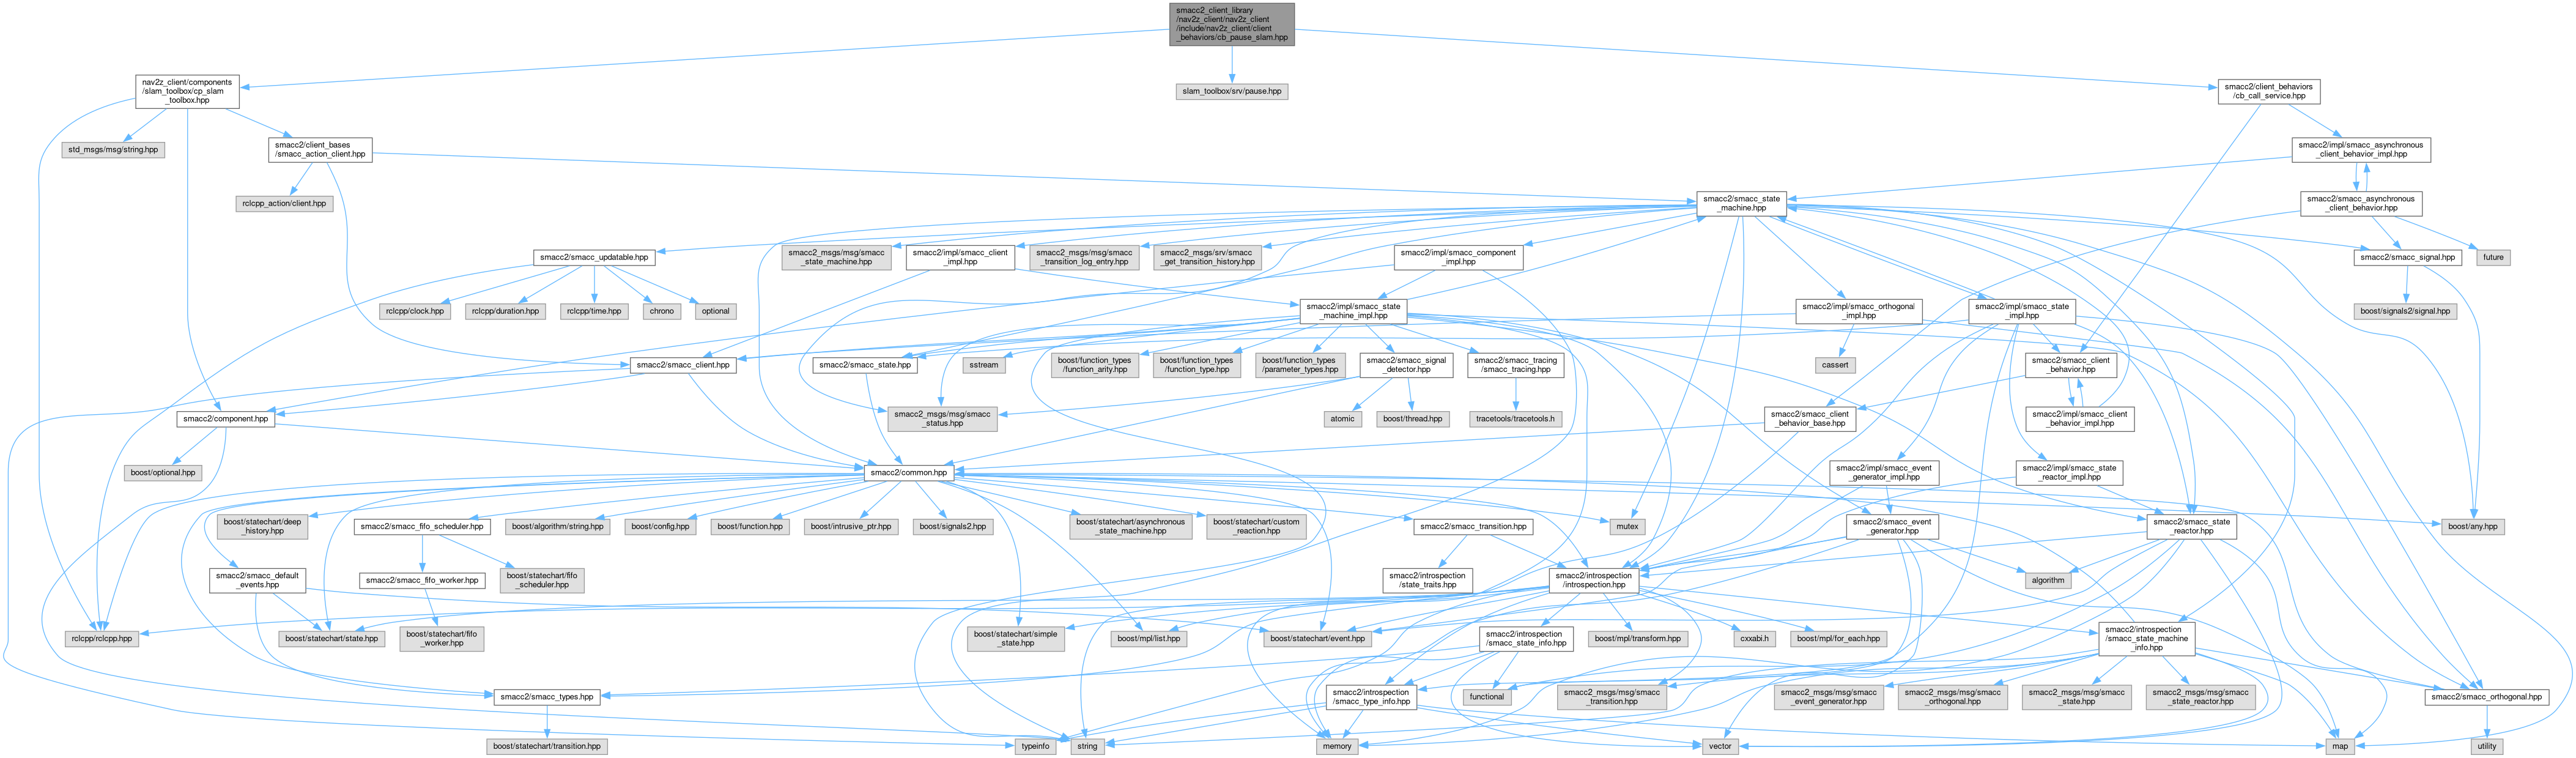 smacc2_client_library
/nav2z_client/nav2z_client
/include/nav2z_client/client
_behaviors/cb_pause_slam.hpp
nav2z_client/components
/slam_toolbox/cp_slam
_toolbox.hpp
slam_toolbox/srv/pause.hpp
smacc2/client_behaviors
/cb_call_service.hpp
std_msgs/msg/string.hpp
smacc2/client_bases
/smacc_action_client.hpp
smacc2/impl/smacc_asynchronous
_client_behavior_impl.hpp
rclcpp_action/client.hpp
smacc2/smacc_state
_machine.hpp
smacc2/smacc_asynchronous
_client_behavior.hpp
smacc2/smacc_updatable.hpp
smacc2_msgs/msg/smacc
_state_machine.hpp
smacc2/impl/smacc_client
_impl.hpp
smacc2_msgs/msg/smacc
_transition_log_entry.hpp
smacc2_msgs/srv/smacc
_get_transition_history.hpp
smacc2/impl/smacc_component
_impl.hpp
smacc2/smacc_signal.hpp
future
rclcpp/clock.hpp
rclcpp/duration.hpp
rclcpp/time.hpp
chrono
optional
smacc2/impl/smacc_state
_machine_impl.hpp
smacc2/impl/smacc_orthogonal
_impl.hpp
smacc2/impl/smacc_state
_impl.hpp
boost/signals2/signal.hpp
smacc2/smacc_client.hpp
smacc2/smacc_state.hpp
sstream
boost/function_types
/function_arity.hpp
boost/function_types
/function_type.hpp
boost/function_types
/parameter_types.hpp
smacc2/smacc_signal
_detector.hpp
smacc2/smacc_tracing
/smacc_tracing.hpp
cassert
smacc2/smacc_client
_behavior.hpp
smacc2/component.hpp
smacc2_msgs/msg/smacc
_status.hpp
atomic
boost/thread.hpp
tracetools/tracetools.h
smacc2/smacc_client
_behavior_base.hpp
smacc2/impl/smacc_client
_behavior_impl.hpp
boost/optional.hpp
smacc2/common.hpp
smacc2/impl/smacc_event
_generator_impl.hpp
smacc2/impl/smacc_state
_reactor_impl.hpp
boost/statechart/deep
_history.hpp
smacc2/smacc_fifo_scheduler.hpp
boost/algorithm/string.hpp
boost/config.hpp
boost/function.hpp
boost/intrusive_ptr.hpp
boost/signals2.hpp
boost/statechart/asynchronous
_state_machine.hpp
boost/statechart/custom
_reaction.hpp
smacc2/smacc_transition.hpp
mutex
smacc2/smacc_event
_generator.hpp
smacc2/smacc_state
_reactor.hpp
boost/any.hpp
smacc2/smacc_default
_events.hpp
smacc2/smacc_fifo_worker.hpp
boost/statechart/fifo
_scheduler.hpp
smacc2/introspection
/state_traits.hpp
smacc2/introspection
/introspection.hpp
algorithm
rclcpp/rclcpp.hpp
boost/statechart/state.hpp
boost/statechart/fifo
_worker.hpp
boost/statechart/event.hpp
boost/statechart/simple
_state.hpp
boost/mpl/list.hpp
smacc2/introspection
/smacc_state_info.hpp
boost/mpl/transform.hpp
cxxabi.h
boost/mpl/for_each.hpp
smacc2/introspection
/smacc_state_machine
_info.hpp
smacc2/smacc_types.hpp
smacc2/introspection
/smacc_type_info.hpp
functional
smacc2_msgs/msg/smacc
_transition.hpp
smacc2_msgs/msg/smacc
_event_generator.hpp
smacc2_msgs/msg/smacc
_orthogonal.hpp
smacc2_msgs/msg/smacc
_state.hpp
smacc2_msgs/msg/smacc
_state_reactor.hpp
smacc2/smacc_orthogonal.hpp
boost/statechart/transition.hpp
typeinfo
string
memory
vector
map
utility